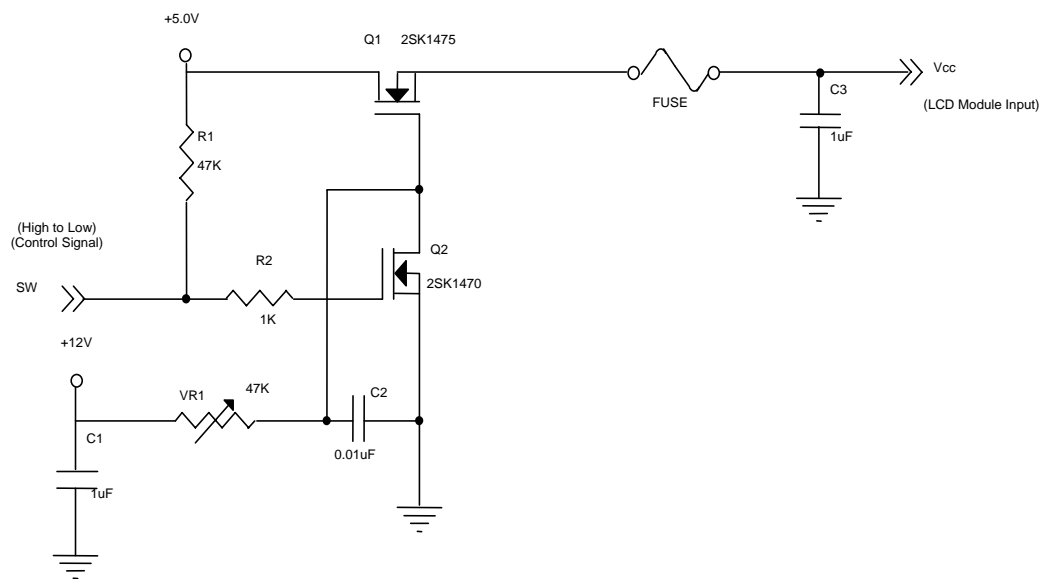 +5.0V
Q1 2SK1475
Vcc
FUSE
C3
(LCD Module Input)
1uF
R1
47K
(High to Low)
(Control Signal)
Q2
R2
2SK1470
SW
1K
+12V
VR1
47K
C2
C1
0.01uF
1uF